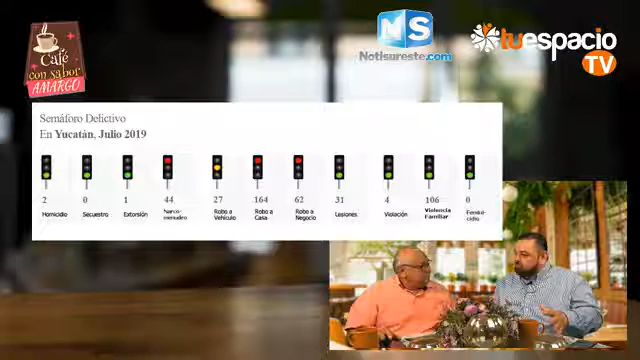 Café
con sabor
AMARGO
NS
Notisureste.com
tuespacio
TV
Semáforo Delictivo
En Yucatán, Julio 2019
2 0 1 44 27 164 62 31 4 106 0
Homicidio Secuestro Extorsión Narco-menudeo Robo a Vehículo Robo a Casa Robo a Negocio Lesiones Violación Violencia Familiar Femini-cidio